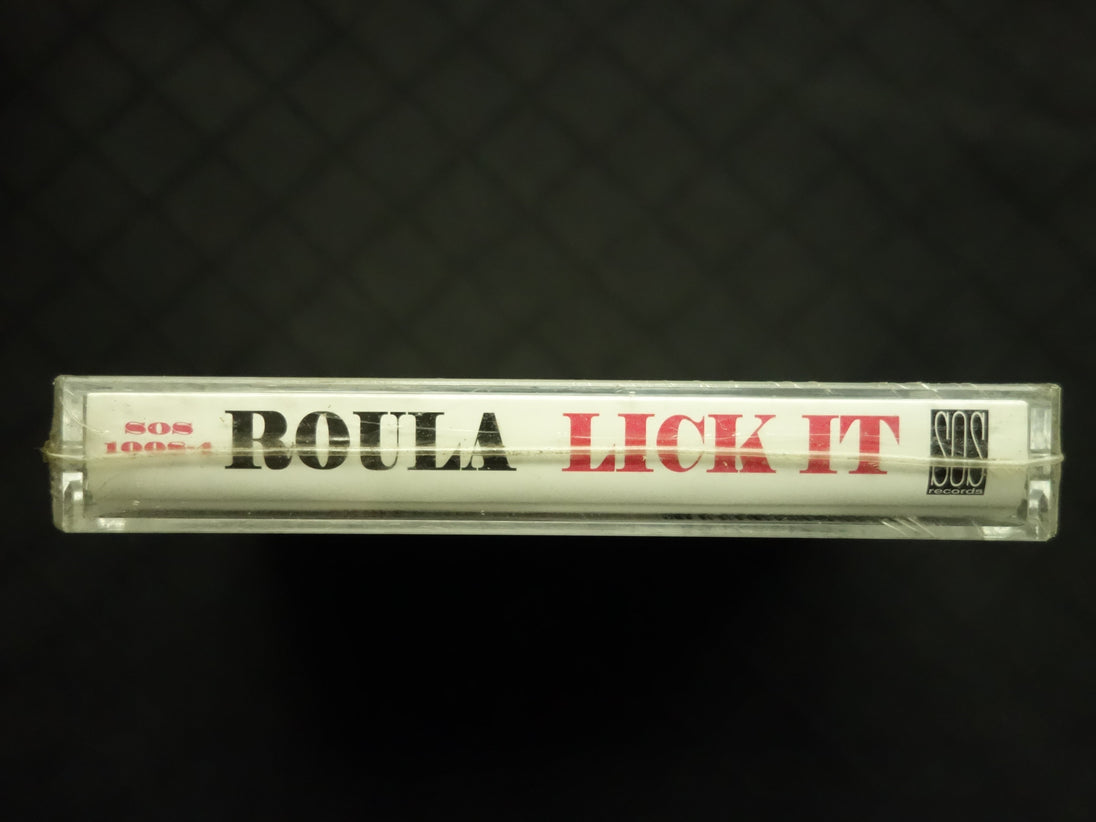 SOS
ROULA LICK IT
SOS
records